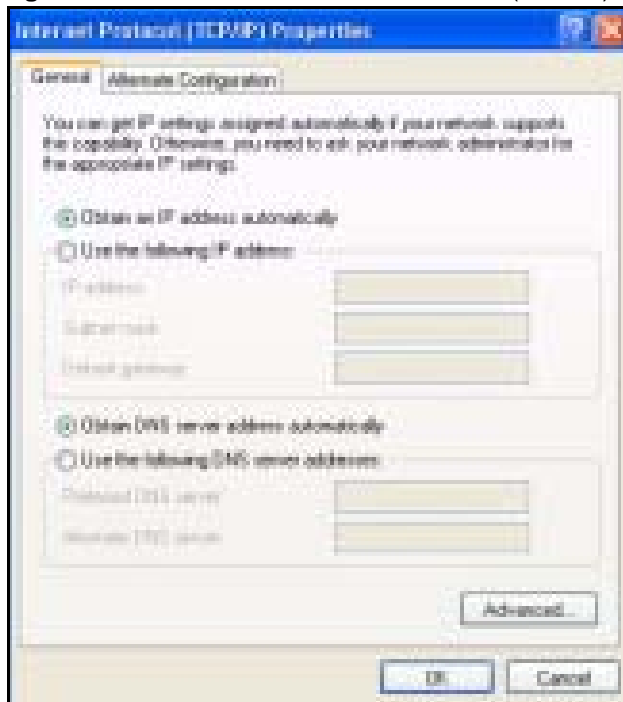 Internet Protocol (TCP/IP) Properties
General
Alternate Configuration
You can get IP settings assigned automatically if your network supports
this capability. Otherwise, you need to ask your network administrator for
the appropriate IP settings.
Obtain an IP address automatically
Use the following IP address:
IP address:
Subnet mask:
Default gateway:
Obtain DNS server address automatically
Use the following DNS server addresses:
Preferred DNS server:
Alternate DNS server:
Advanced...
OK
Cancel